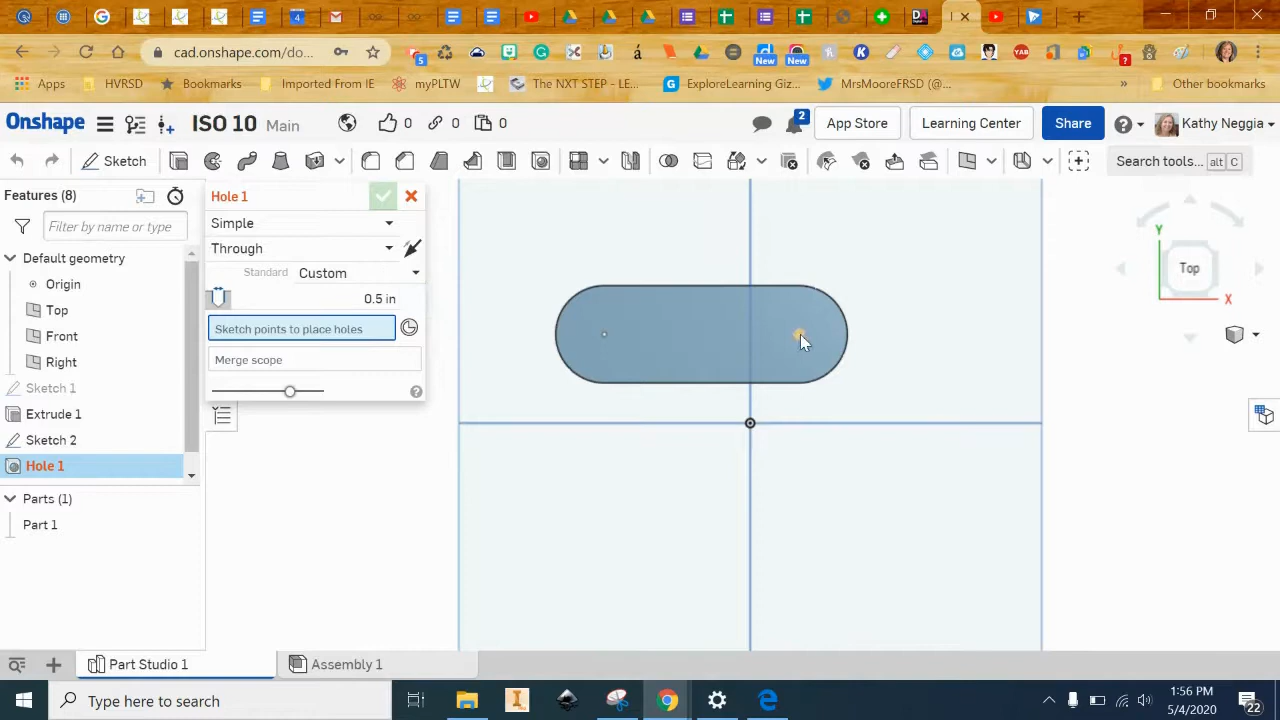 5
New
New
?
cad.onshape.com/do...
Apps
HVRSD
Bookmarks
Imported From IE
myPLTW
The NXT STEP - LE...
ExploreLearning Giz...
MrsMooreFRSD (@...
»
Other bookmarks
Onshape
ISO 10 Main
0
0
0
2
App Store
Learning Center
Share
Kathy Neggia
Sketch
Search tools... alt C
Features (8)
Filter by name or type
Default geometry
Origin
Top
Front
Right
Sketch 1
Extrude 1
Sketch 2
Hole 1
Parts (1)
Part 1
Hole 1
Simple
Through
Standard Custom
0.5 in
Sketch points to place holes
Merge scope
Y
Top
X
Part Studio 1
Assembly 1
Type here to search
1:56 PM
5/4/2020
22